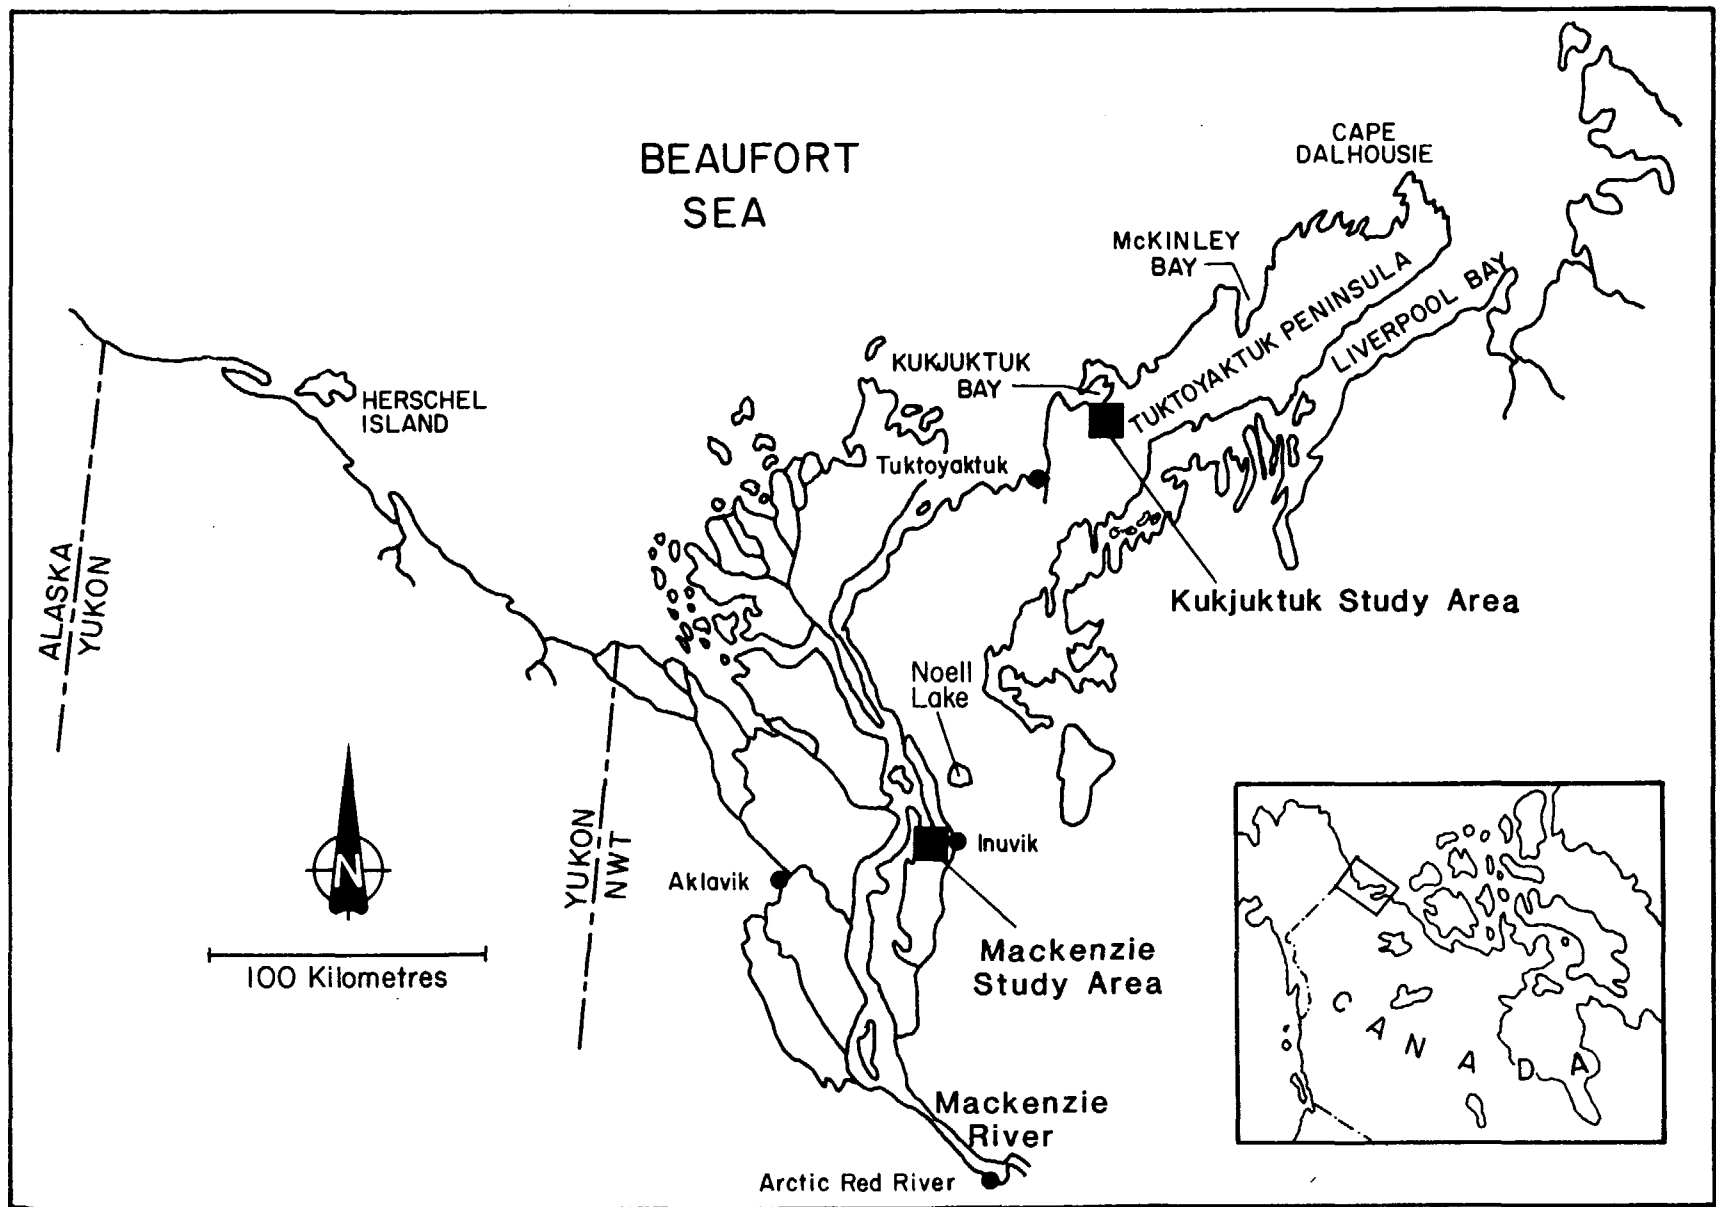 BEAUFORT
SEA
CAPE
DALHOUSIE
McKINLEY
BAY
TUKTOYAKTUK PENINSULA
LIVERPOOL BAY
KUKJUKTUK
BAY
HERSCHEL
ISLAND
Tuktoyaktuk
ALASKA
YUKON
Kukjuktuk Study Area
Noell
Lake
YUKON
NWT
N
Inuvik
Aklavik
Mackenzie
Study Area
100 Kilometres
CANADA
Mackenzie
River
Arctic Red River